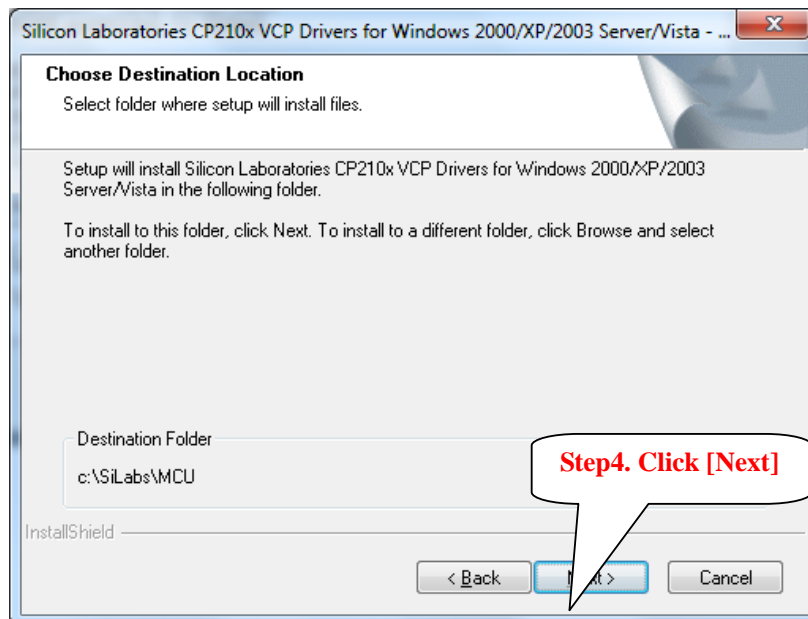 Silicon Laboratories CP210x VCP Drivers for Windows 2000/XP/2003 Server/Vista - ...
Choose Destination Location
Select folder where setup will install files.
Setup will install Silicon Laboratories CP210x VCP Drivers for Windows 2000/XP/2003
Server/Vista in the following folder.
To install to this folder, click Next. To install to a different folder, click Browse and select
another folder.
Destination Folder
c:\SiLabs\MCU
Step4. Click [Next]
InstallShield
< Back
Cancel